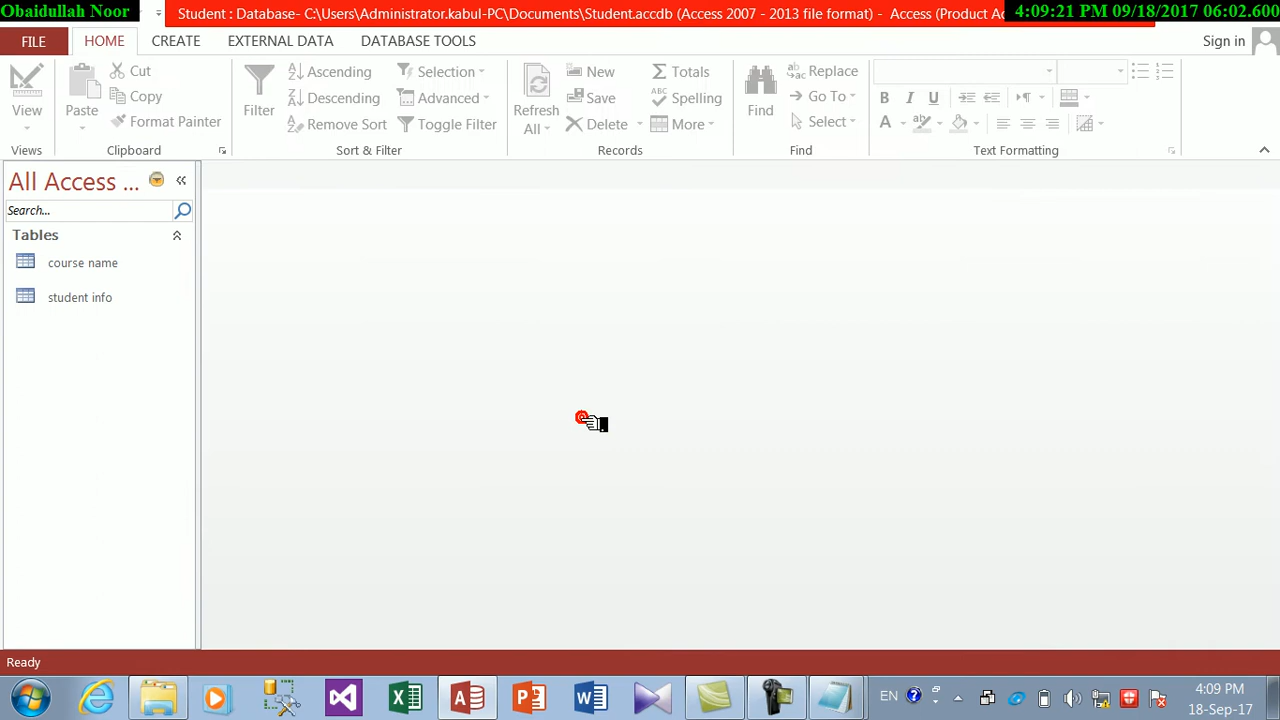 Obaidullah Noor
Student : Database- C:\Users\Administrator.kabul-PC\Documents\Student.accdb (Access 2007 - 2013 file format) - Access (Product Ac
4:09:21 PM 09/18/2017 06:02.600
FILE HOME CREATE EXTERNAL DATA DATABASE TOOLS Sign in
View
Views
Paste
Cut
Copy
Format Painter
Clipboard
Filter
Ascending
Descending
Remove Sort
Selection
Advanced
Toggle Filter
Sort & Filter
Refresh
All
New
Save
Delete
Totals
Spelling
More
Records
Find
Replace
Go To
Select
Find
B I U
A
Text Formatting
All Access ...
Search...
Tables
course name
student info
Ready
EN
4:09 PM
18-Sep-17